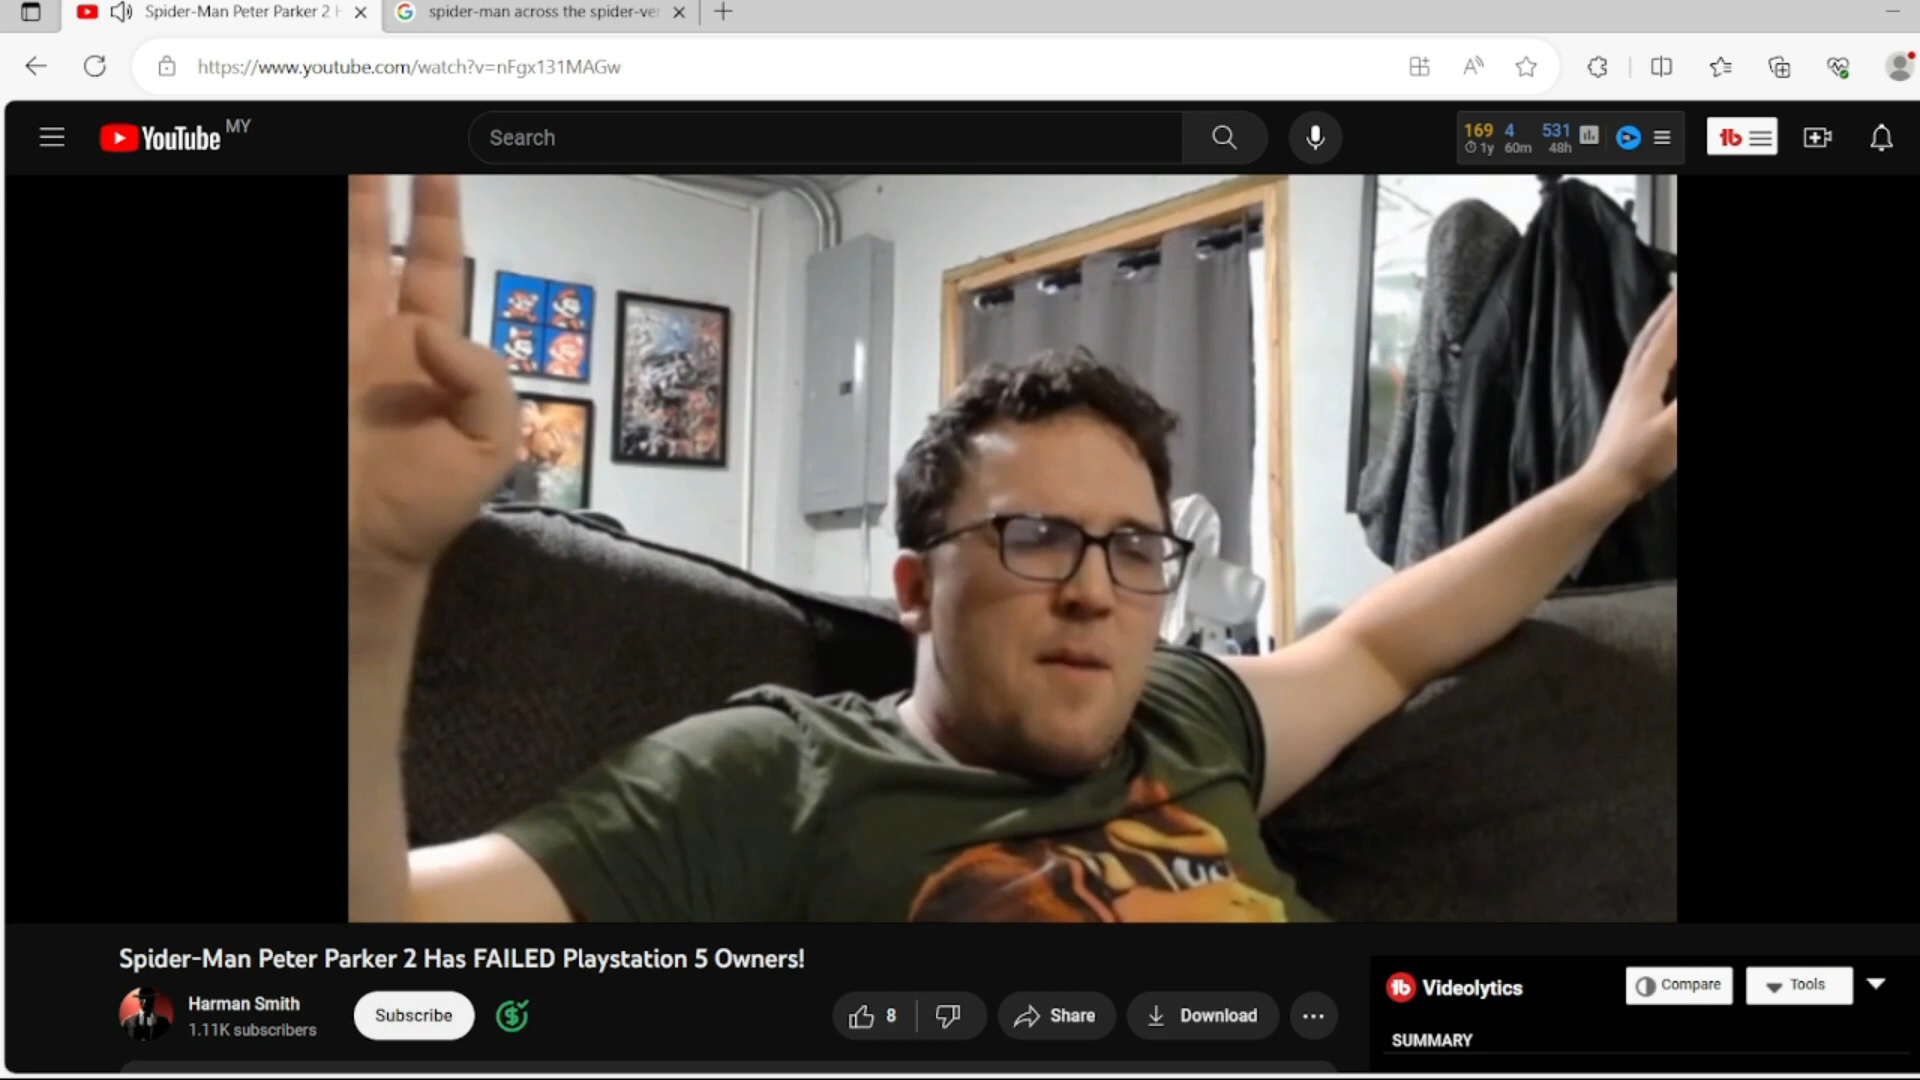 Spider-Man Peter Parker 2 H
spider-man across the spider-ve
https://www.youtube.com/watch?v=nFgx131MAGw
YouTube MY
Search
169 4 531
1y 60m 48h
Spider-Man Peter Parker 2 Has FAILED Playstation 5 Owners!
Harman Smith
1.11K subscribers
Subscribe
8
Share
Download
Videolytics
Compare
Tools
SUMMARY